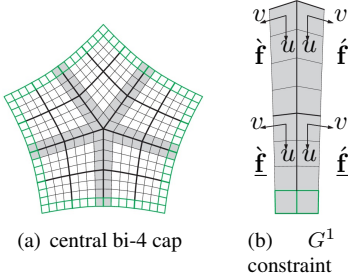 v v
u u
f̀ f́
v v
u u
f̀ f́
(a) central bi-4 cap
(b) G¹
constraint